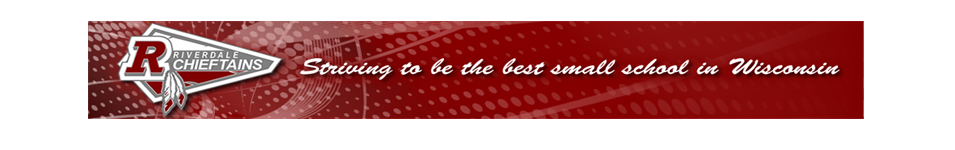 R RIVERDALE
CHIEFTAINS
Striving to be the best small school in Wisconsin